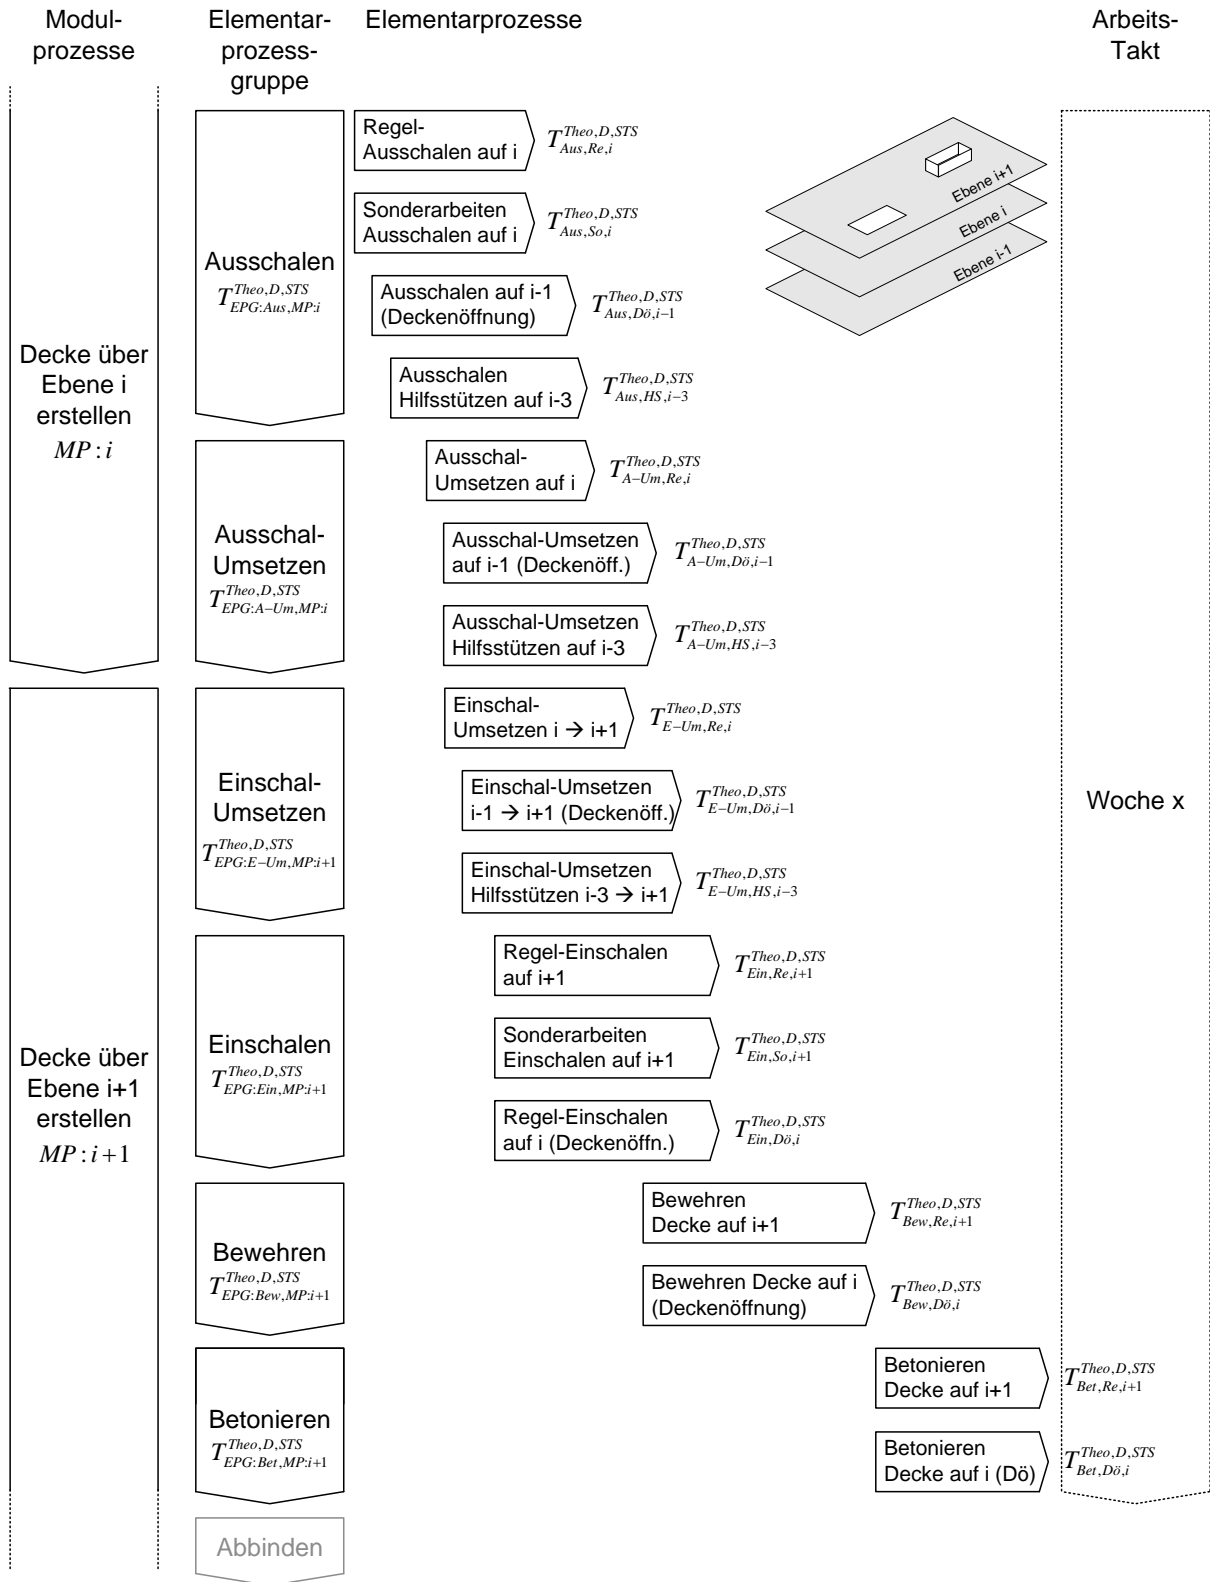 Modul-
prozesse
Elementar-
prozess-
gruppe
Elementarprozesse
Arbeits-
Takt
Decke über
Ebene i
erstellen
MP : i
Ausschalen
T^{Theo,D,STS}_{EPG:Aus,MP:i}
Regel-
Ausschalen auf i
T^{Theo,D,STS}_{Aus,Re,i}
Sonderarbeiten
Ausschalen auf i
T^{Theo,D,STS}_{Aus,So,i}
Ausschalen auf i-1
(Deckenöffnung)
T^{Theo,D,STS}_{Aus,Dö,i−1}
Ausschalen
Hilfsstützen auf i-3
T^{Theo,D,STS}_{Aus,HS,i−3}
Ebene i+1
Ebene i
Ebene i-1
Ausschal-
Umsetzen
T^{Theo,D,STS}_{EPG:A−Um,MP:i}
Ausschal-
Umsetzen auf i
T^{Theo,D,STS}_{A−Um,Re,i}
Ausschal-Umsetzen
auf i-1 (Deckenöff.)
T^{Theo,D,STS}_{A−Um,Dö,i−1}
Ausschal-Umsetzen
Hilfsstützen auf i-3
T^{Theo,D,STS}_{A−Um,HS,i−3}
Decke über
Ebene i+1
erstellen
MP : i+1
Einschal-
Umsetzen
T^{Theo,D,STS}_{EPG:E−Um,MP:i+1}
Einschal-
Umsetzen i → i+1
T^{Theo,D,STS}_{E−Um,Re,i}
Einschal-Umsetzen
i-1 → i+1 (Deckenöff.)
T^{Theo,D,STS}_{E−Um,Dö,i−1}
Einschal-Umsetzen
Hilfsstützen i-3 → i+1
T^{Theo,D,STS}_{E−Um,HS,i−3}
Woche x
Einschalen
T^{Theo,D,STS}_{EPG:Ein,MP:i+1}
Regel-Einschalen
auf i+1
T^{Theo,D,STS}_{Ein,Re,i+1}
Sonderarbeiten
Einschalen auf i+1
T^{Theo,D,STS}_{Ein,So,i+1}
Regel-Einschalen
auf i (Deckenöffn.)
T^{Theo,D,STS}_{Ein,Dö,i}
Bewehren
T^{Theo,D,STS}_{EPG:Bew,MP:i+1}
Bewehren
Decke auf i+1
T^{Theo,D,STS}_{Bew,Re,i+1}
Bewehren Decke auf i
(Deckenöffnung)
T^{Theo,D,STS}_{Bew,Dö,i}
Betonieren
T^{Theo,D,STS}_{EPG:Bet,MP:i+1}
Betonieren
Decke auf i+1
T^{Theo,D,STS}_{Bet,Re,i+1}
Betonieren
Decke auf i (Dö)
T^{Theo,D,STS}_{Bet,Dö,i}
Abbinden